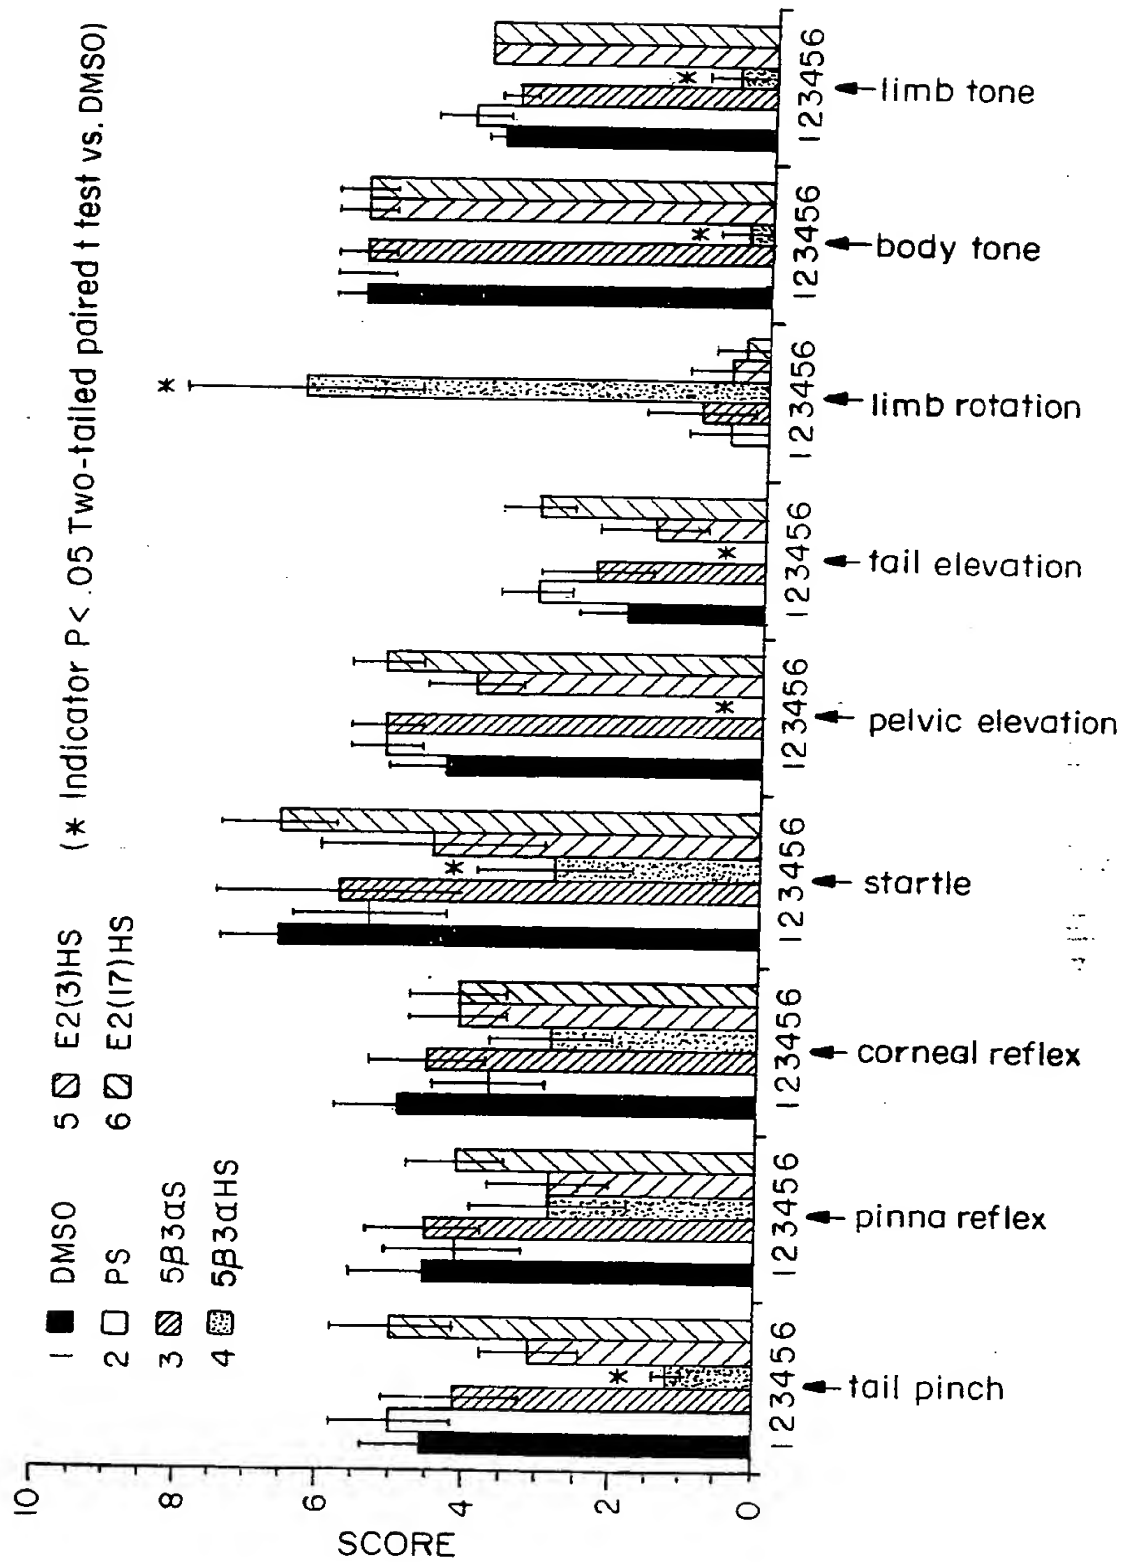 1 DMSO
2 PS
3 5β3αS
4 5β3αHS
5 E2(3)HS
6 E2(17)HS
(* Indicator P<.05 Two-tailed paired t test vs. DMSO)
SCORE
10
8
6
4
2
0
*
*
*
*
*
*
*
123456
123456
123456
123456
123456
123456
123456
123456
123456
tail pinch
pinna reflex
corneal reflex
startle
pelvic elevation
tail elevation
limb rotation
body tone
limb tone